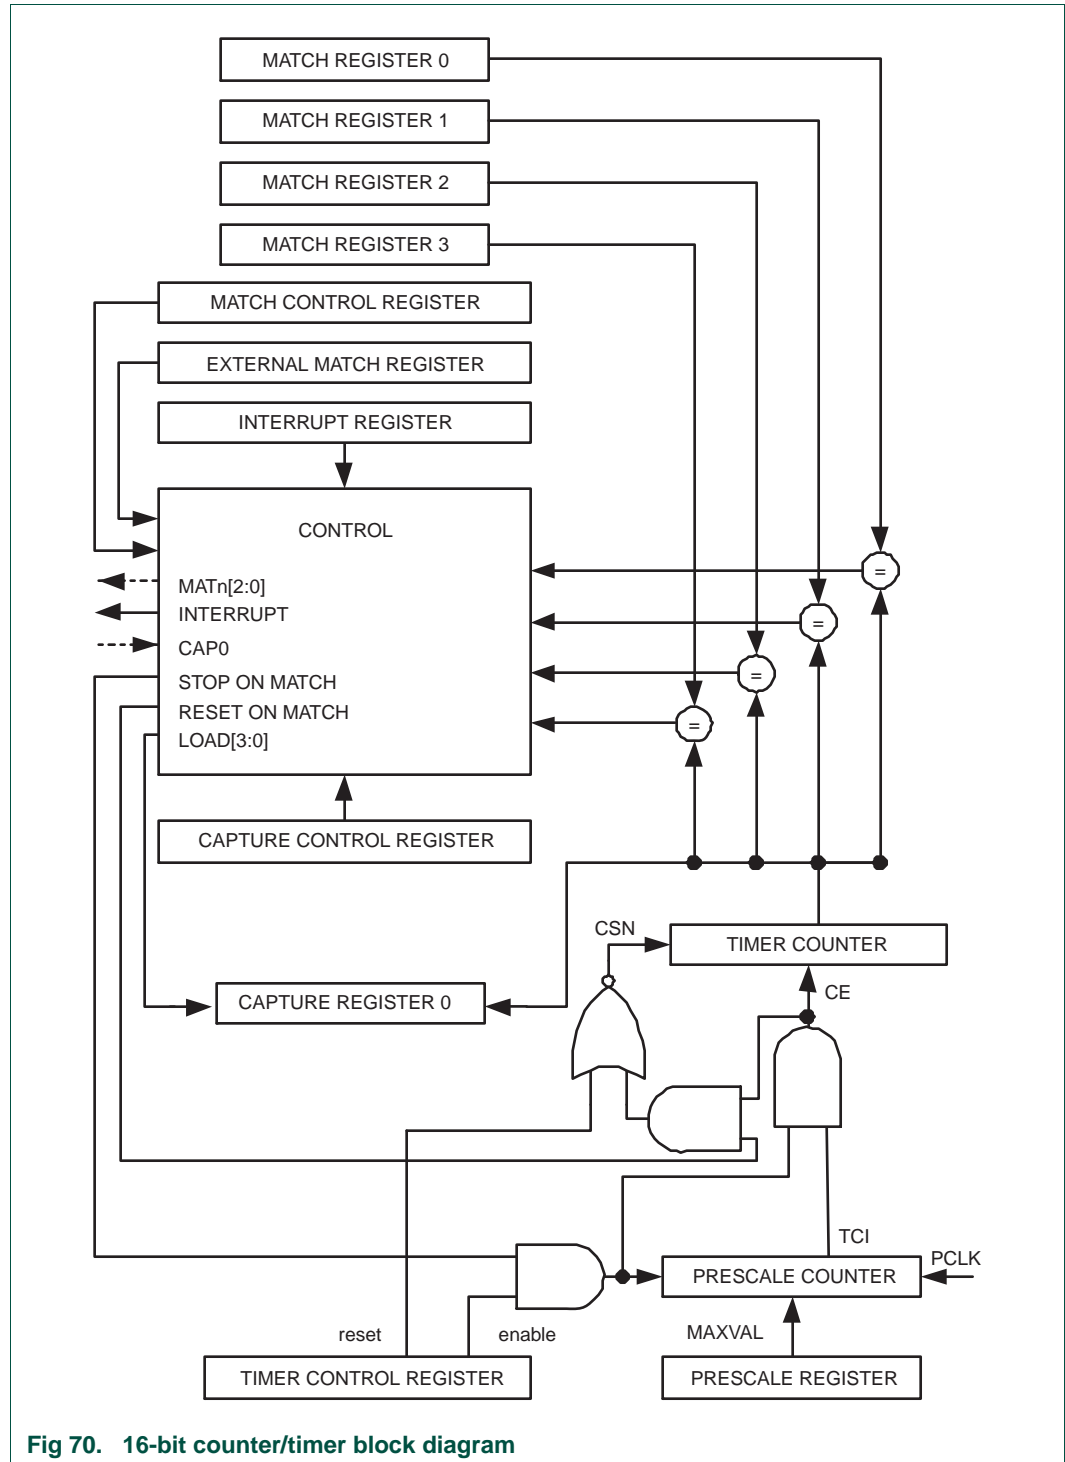 MATCH REGISTER 0
MATCH REGISTER 1
MATCH REGISTER 2
MATCH REGISTER 3
MATCH CONTROL REGISTER
EXTERNAL MATCH REGISTER
INTERRUPT REGISTER
CONTROL
MATn[2:0]
INTERRUPT
CAP0
STOP ON MATCH
RESET ON MATCH
LOAD[3:0]
=
=
=
=
CAPTURE CONTROL REGISTER
CSN
TIMER COUNTER
CE
CAPTURE REGISTER 0
TCI
PCLK
PRESCALE COUNTER
reset
enable
MAXVAL
TIMER CONTROL REGISTER
PRESCALE REGISTER
Fig 70. 16-bit counter/timer block diagram